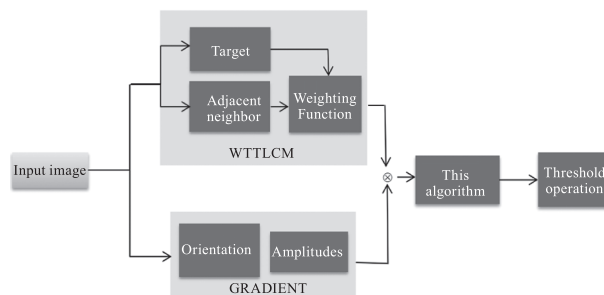 Target
Adjacent
neighbor
Weighting
Function
WTTLCM
Input image
This
algorithm
Threshold
operation
Orientation
Amplitudes
GRADIENT